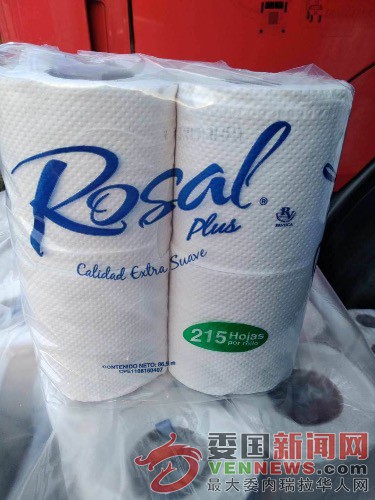 Rosal®
Plus
Calidad Extra Suave
215 Hojas
por rollo
委国新闻网
VENNEWS.COM
最大委内瑞拉华人网